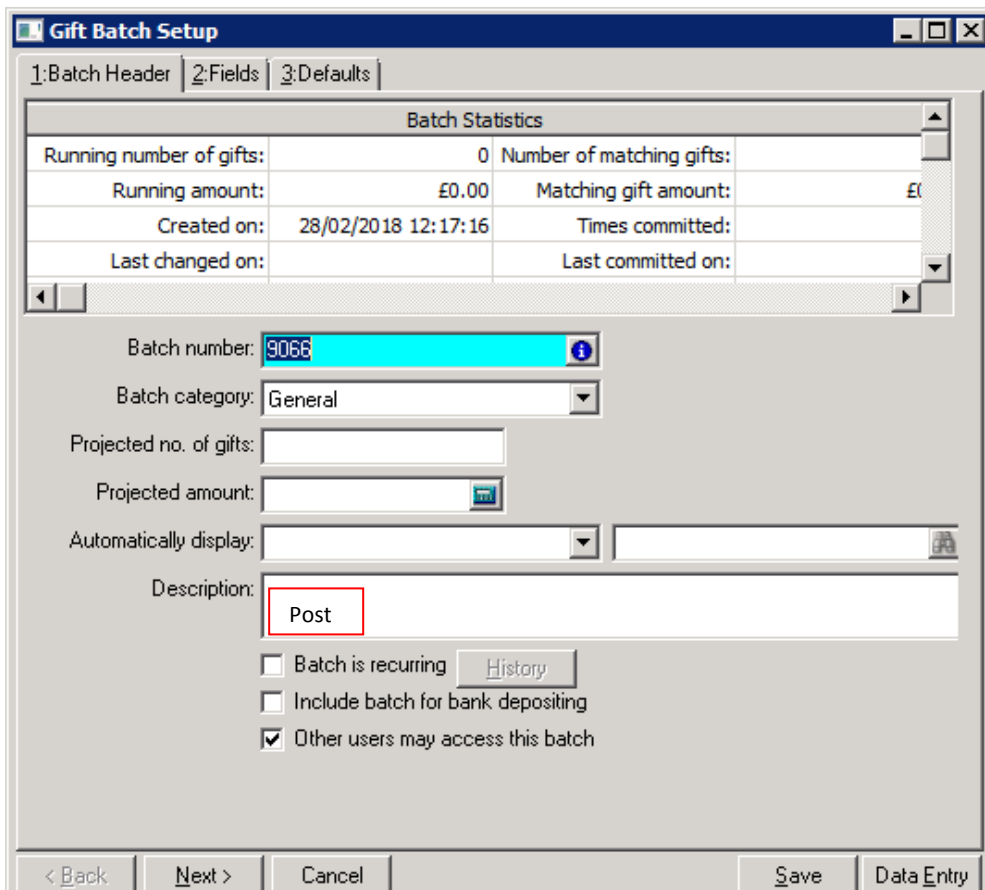 Gift Batch Setup
1:Batch Header 2:Fields 3:Defaults
Batch Statistics
Running number of gifts: 0 Number of matching gifts:
Running amount: £0.00 Matching gift amount: £0
Created on: 28/02/2018 12:17:16 Times committed:
Last changed on: Last committed on:
Batch number: 9066
Batch category: General
Projected no. of gifts:
Projected amount:
Automatically display:
Description: Post
Batch is recurring History
Include batch for bank depositing
Other users may access this batch
< Back Next > Cancel Save Data Entry